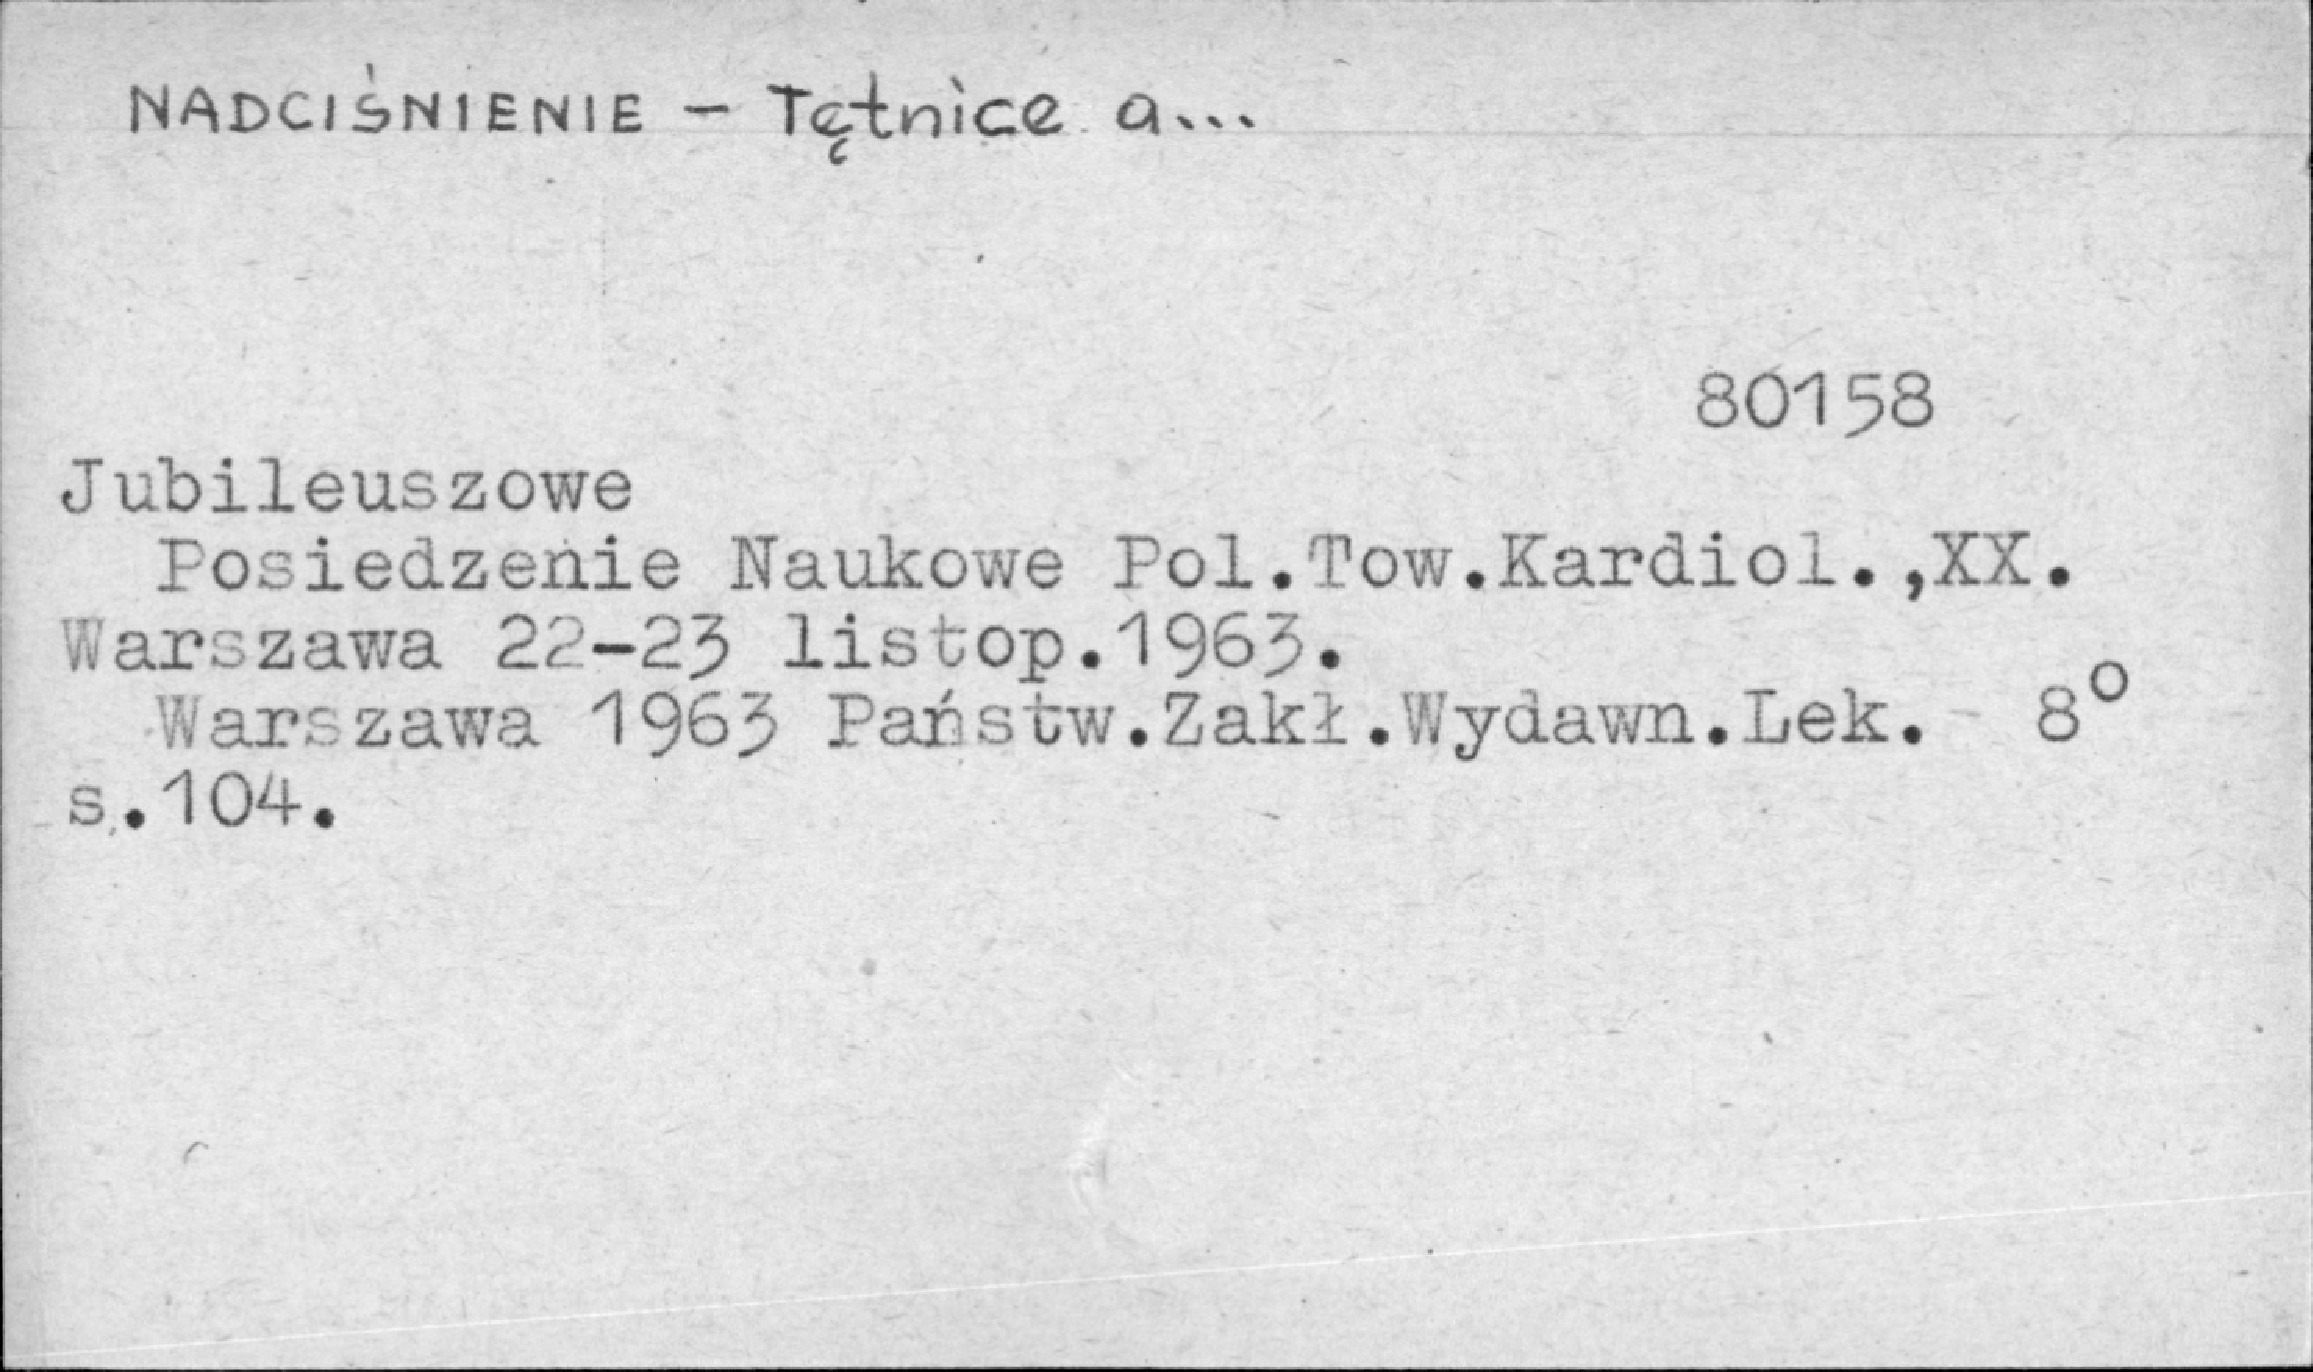 NADCIŚNIENIE - Tętnice a...
80158
Jubileuszowe
Posiedzenie Naukowe Pol.Tow.Kardiol.,XX.
Warszawa 22-23 listop.1963.
Warszawa 1963 Państw.Zakł.Wydawn.Lek. 8°
s.104.